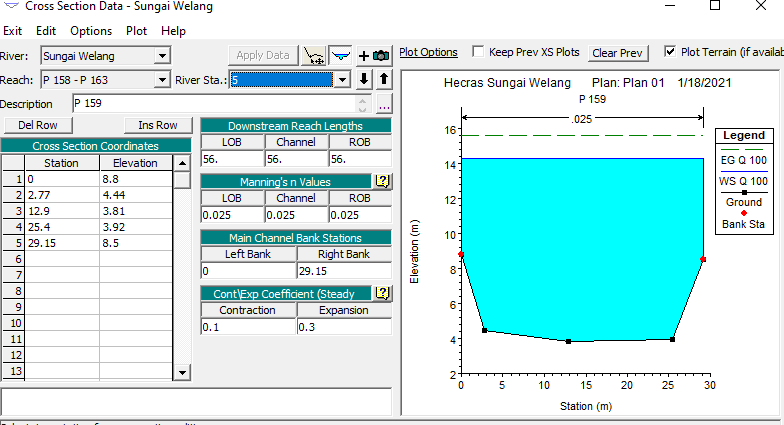 Cross Section Data - Sungai Welang
Exit Edit Options Plot Help
River: Sungai Welang Apply Data Plot Options Keep Prev XS Plots Clear Prev Plot Terrain (if availab
Reach: P 158 - P 163 River Sta.: 5
Description P 159 ...
Del Row Ins Row
Cross Section Coordinates
Station Elevation
1 0 8.8
2 2.77 4.44
3 12.9 3.81
4 25.4 3.92
5 29.15 8.5
6
7
8
9
10
11
12
13
Downstream Reach Lengths
LOB Channel ROB
56. 56. 56.
Manning's n Values
LOB Channel ROB
0.025 0.025 0.025
Main Channel Bank Stations
Left Bank Right Bank
0 29.15
Cont\Exp Coefficient (Steady
Contraction Expansion
0.1 0.3
Hecras Sungai Welang Plan: Plan 01 1/18/2021
P 159
.025
16
14
12
10
8
6
4
2
0 5 10 15 20 25 30
Elevation (m)
Station (m)
Legend
EG Q 100
WS Q 100
Ground
Bank Sta